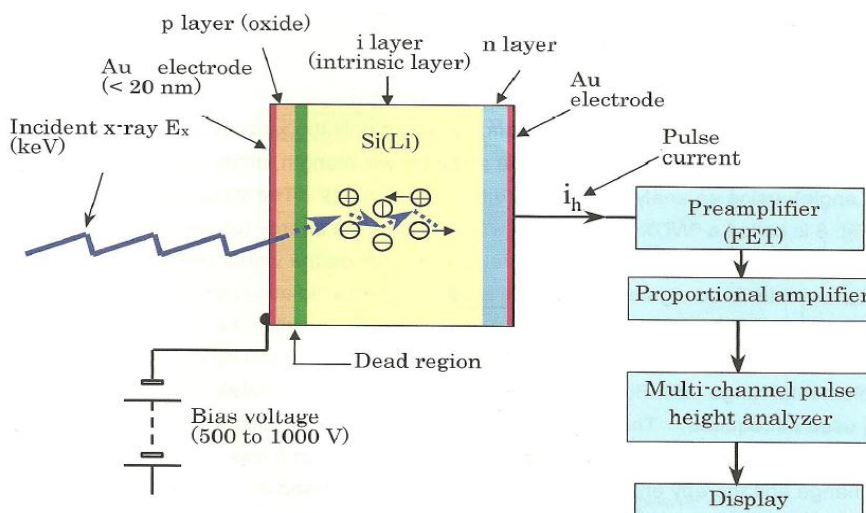 p layer (oxide)
i layer
(intrinsic layer)
n layer
Au electrode
(< 20 nm)
Au
electrode
Incident x-ray Ex
(keV)
Si(Li)
Pulse
current
ih
Preamplifier
(FET)
Proportional amplifier
Dead region
Multi-channel pulse
height analyzer
Bias voltage
(500 to 1000 V)
Display